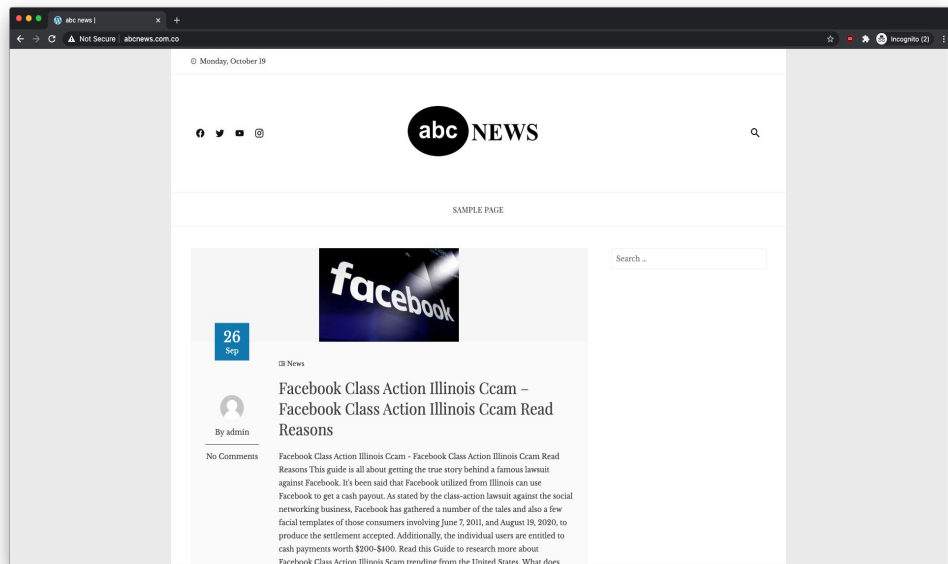 abc news |
Not Secure | abcnews.com.co
Incognito (2)
Monday, October 19
abc NEWS
SAMPLE PAGE
Search ...
facebook
26
Sep
News
Facebook Class Action Illinois Ccam –
Facebook Class Action Illinois Ccam Read
Reasons
By admin
No Comments
Facebook Class Action Illinois Ccam - Facebook Class Action Illinois Ccam Read
Reasons This guide is all about getting the true story behind a famous lawsuit
against Facebook. It's been said that Facebook utilized from Illinois can use
Facebook to get a cash payout. As stated by the class-action lawsuit against the social
networking business, Facebook has gathered a number of the tales and also a few
facial templates of those consumers involving June 7, 2011, and August 19, 2020, to
produce the settlement accepted. Additionally, the individual users are entitled to
cash payments worth $200-$400. Read this Guide to research more about
Facebook Class Action Illinois Scam trending from the United States. What does